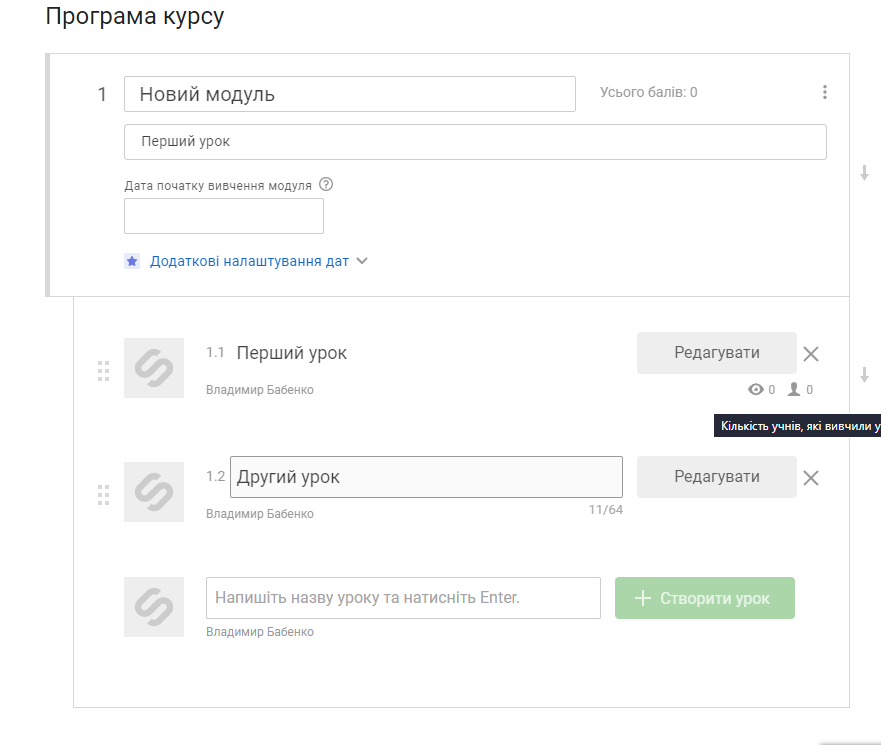 Програма курсу
1 Новий модуль Усього балів: 0
Перший урок
Дата початку вивчення модуля ?
Додаткові налаштування дат
1.1 Перший урок Редагувати
Владимир Бабенко 0 0
Кількість учнів, які вивчили у
1.2 Другий урок Редагувати
Владимир Бабенко 11/64
Напишіть назву уроку та натисніть Enter. + Створити урок
Владимир Бабенко